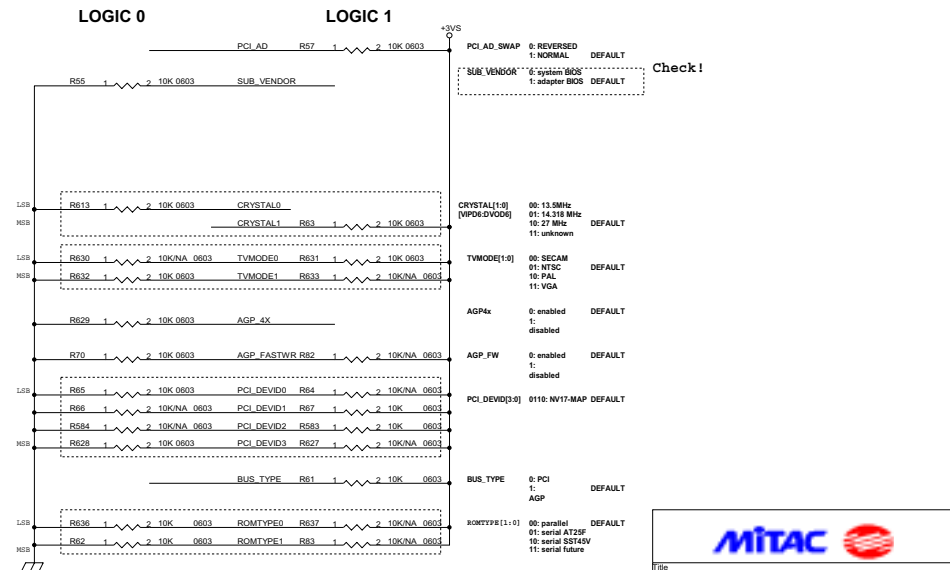 LOGIC 0 LOGIC 1
+3VS
PCI_AD R57 1 2 10K 0603 PCI_AD_SWAP 0: REVERSED
1: NORMAL DEFAULT
Check!
R55 1 2 10K 0603 SUB_VENDOR SUB_VENDOR 0: system BIOS
1: adapter BIOS DEFAULT
LSB R613 1 2 10K 0603 CRYSTAL0 CRYSTAL[1:0] 00: 13.5MHz
[VIPD6:DVOD6] 01: 14.318 MHz
MSB CRYSTAL1 R63 1 2 10K 0603 10: 27 MHz DEFAULT
11: unknown
LSB R630 1 2 10K/NA 0603 TVMODE0 R631 1 2 10K 0603 TVMODE[1:0] 00: SECAM
01: NTSC DEFAULT
MSB R632 1 2 10K 0603 TVMODE1 R633 1 2 10K/NA 0603 10: PAL
11: VGA
R629 1 2 10K 0603 AGP_4X AGP4x 0: enabled DEFAULT
1:
disabled
R70 1 2 10K 0603 AGP_FASTWR R82 1 2 10K/NA 0603 AGP_FW 0: enabled DEFAULT
1:
disabled
LSB R65 1 2 10K 0603 PCI_DEVID0 R64 1 2 10K/NA 0603 PCI_DEVID[3:0] 0110: NV17-MAP DEFAULT
R66 1 2 10K/NA 0603 PCI_DEVID1 R67 1 2 10K 0603
R584 1 2 10K/NA 0603 PCI_DEVID2 R583 1 2 10K 0603
MSB R628 1 2 10K 0603 PCI_DEVID3 R627 1 2 10K/NA 0603
BUS_TYPE R61 1 2 10K 0603 BUS_TYPE 0: PCI
1: DEFAULT
AGP
LSB R636 1 2 10K 0603 ROMTYPE0 R637 1 2 10K/NA 0603 ROMTYPE[1:0] 00: parallel DEFAULT
01: serial AT25F
MSB R62 1 2 10K 0603 ROMTYPE1 R83 1 2 10K/NA 0603 10: serial SST45V
11: serial future
MiTAC
Title